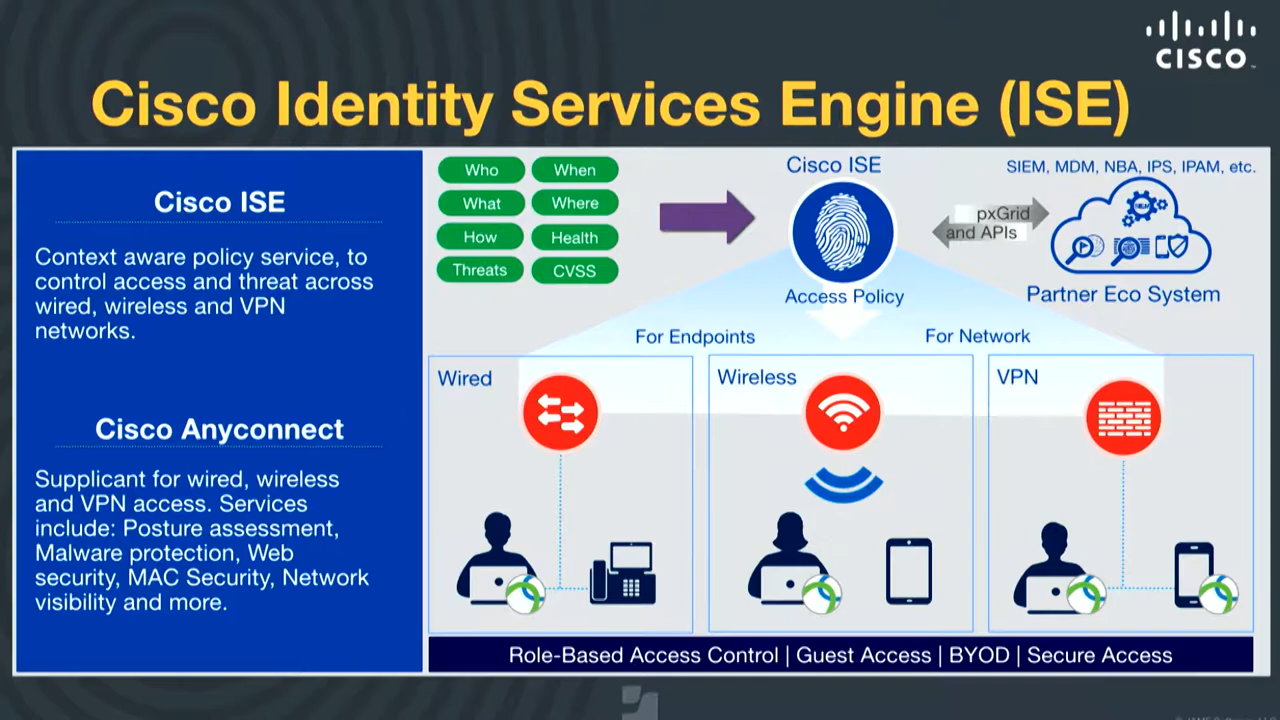 CISCO
Cisco Identity Services Engine (ISE)
Cisco ISE
Context aware policy service, to
control access and threat across
wired, wireless and VPN
networks.
Cisco Anyconnect
Supplicant for wired, wireless
and VPN access. Services
include: Posture assessment,
Malware protection, Web
security, MAC Security, Network
visibility and more.
Who
When
What
Where
How
Health
Threats
CVSS
Cisco ISE
Access Policy
pxGrid
and APIs
SIEM, MDM, NBA, IPS, IPAM, etc.
Partner Eco System
For Endpoints
For Network
Wired
Wireless
VPN
Role-Based Access Control | Guest Access | BYOD | Secure Access